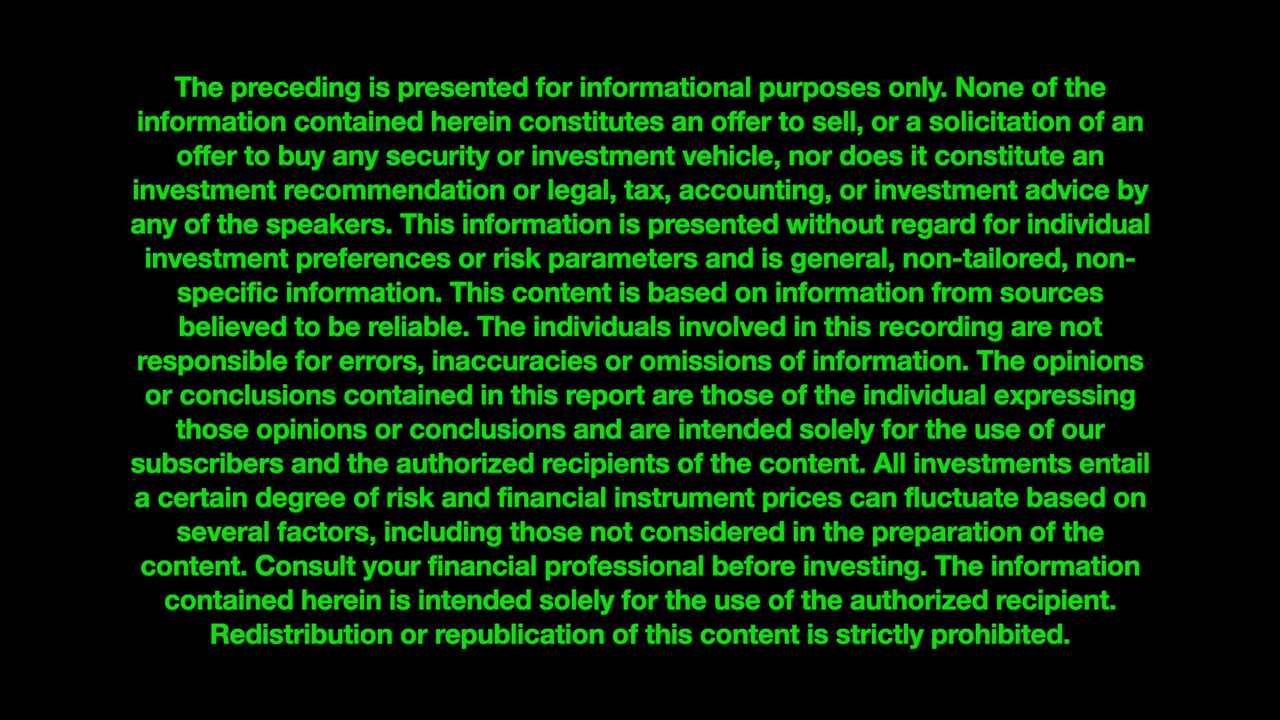 The preceding is presented for informational purposes only. None of the
information contained herein constitutes an offer to sell, or a solicitation of an
offer to buy any security or investment vehicle, nor does it constitute an
investment recommendation or legal, tax, accounting, or investment advice by
any of the speakers. This information is presented without regard for individual
investment preferences or risk parameters and is general, non-tailored, non-
specific information. This content is based on information from sources
believed to be reliable. The individuals involved in this recording are not
responsible for errors, inaccuracies or omissions of information. The opinions
or conclusions contained in this report are those of the individual expressing
those opinions or conclusions and are intended solely for the use of our
subscribers and the authorized recipients of the content. All investments entail
a certain degree of risk and financial instrument prices can fluctuate based on
several factors, including those not considered in the preparation of the
content. Consult your financial professional before investing. The information
contained herein is intended solely for the use of the authorized recipient.
Redistribution or republication of this content is strictly prohibited.